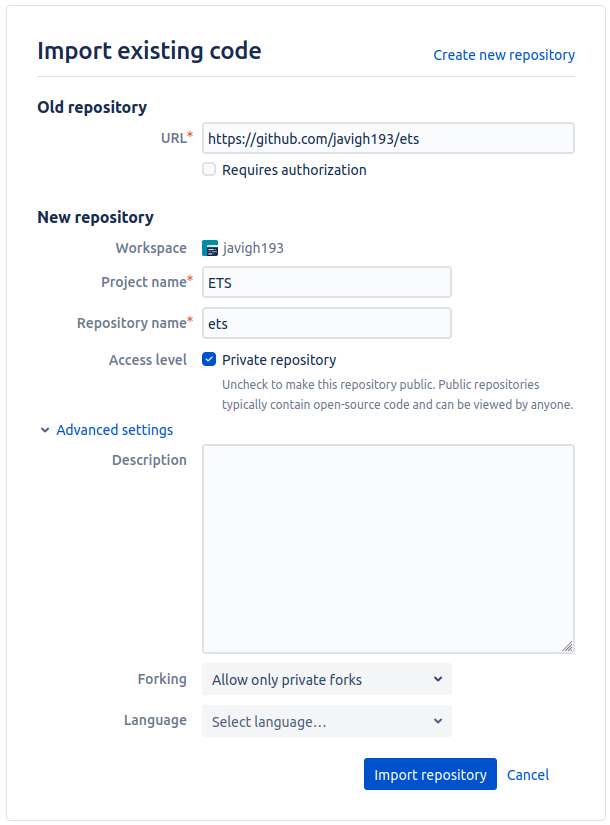 Import existing code
Create new repository
Old repository
URL*
https://github.com/javigh193/ets
Requires authorization
New repository
Workspace
javigh193
Project name*
ETS
Repository name*
ets
Access level
Private repository
Uncheck to make this repository public. Public repositories
typically contain open-source code and can be viewed by anyone.
Advanced settings
Description
Forking
Allow only private forks
Language
Select language...
Import repository
Cancel